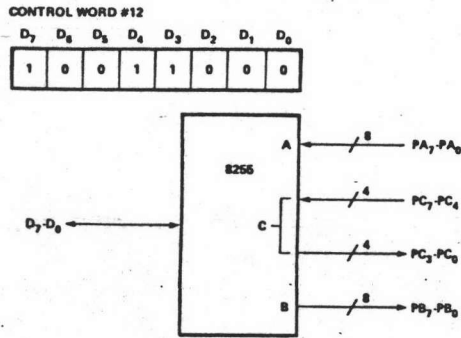 CONTROL WORD #12
D7 D6 D5 D4 D3 D2 D1 D0
1 0 0 1 1 0 0 0
A
8
PA7-PA0
8255
4
PC7-PC4
D7-D0
C
4
PC3-PC0
B
8
PB7-PB0